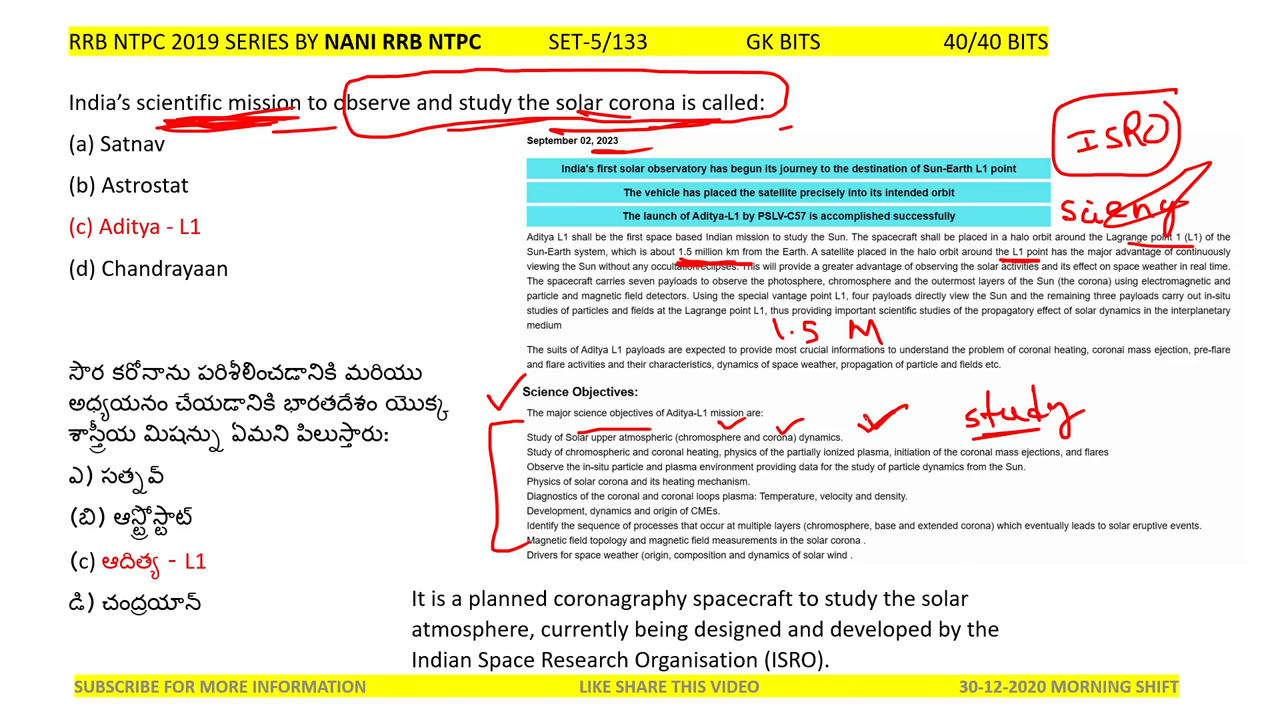 RRB NTPC 2019 SERIES BY NANI RRB NTPC SET-5/133 GK BITS 40/40 BITS
India's scientific mission to observe and study the solar corona is called:
(a) Satnav
(b) Astrostat
(c) Aditya - L1
(d) Chandrayaan
సౌర కరోనాను పరిశీలించడానికి మరియు
అధ్యయనం చేయడానికి భారతదేశం యొక్క
శాస్త్రీయ మిషన్ను ఏమని పిలుస్తారు:
ఎ) సత్నవ్
(బి) ఆస్ట్రోస్టాట్
(c) ఆదిత్య - L1
డి) చంద్రయాన్
September 02, 2023
India's first solar observatory has begun its journey to the destination of Sun-Earth L1 point
The vehicle has placed the satellite precisely into its intended orbit
The launch of Aditya-L1 by PSLV-C57 is accomplished successfully
Aditya L1 shall be the first space based Indian mission to study the Sun. The spacecraft shall be placed in a halo orbit around the Lagrange point 1 (L1) of the
Sun-Earth system, which is about 1.5 million km from the Earth. A satellite placed in the halo orbit around the L1 point has the major advantage of continuously
viewing the Sun without any occultation/eclipses. This will provide a greater advantage of observing the solar activities and its effect on space weather in real time.
The spacecraft carries seven payloads to observe the photosphere, chromosphere and the outermost layers of the Sun (the corona) using electromagnetic and
particle and magnetic field detectors. Using the special vantage point L1, four payloads directly view the Sun and the remaining three payloads carry out in-situ
studies of particles and fields at the Lagrange point L1, thus providing important scientific studies of the propagatory effect of solar dynamics in the interplanetary
medium
1.5 M
The suits of Aditya L1 payloads are expected to provide most crucial informations to understand the problem of coronal heating, coronal mass ejection, pre-flare
and flare activities and their characteristics, dynamics of space weather, propagation of particle and fields etc.
Science Objectives:
The major science objectives of Aditya-L1 mission are:
Study of Solar upper atmospheric (chromosphere and corona) dynamics.
Study of chromospheric and coronal heating, physics of the partially ionized plasma, initiation of the coronal mass ejections, and flares
Observe the in-situ particle and plasma environment providing data for the study of particle dynamics from the Sun.
Physics of solar corona and its heating mechanism.
Diagnostics of the coronal and coronal loops plasma: Temperature, velocity and density.
Development, dynamics and origin of CMEs.
Identify the sequence of processes that occur at multiple layers (chromosphere, base and extended corona) which eventually leads to solar eruptive events.
Magnetic field topology and magnetic field measurements in the solar corona .
Drivers for space weather (origin, composition and dynamics of solar wind .
ISRO
study
It is a planned coronagraphy spacecraft to study the solar
atmosphere, currently being designed and developed by the
Indian Space Research Organisation (ISRO).
SUBSCRIBE FOR MORE INFORMATION LIKE SHARE THIS VIDEO 30-12-2020 MORNING SHIFT